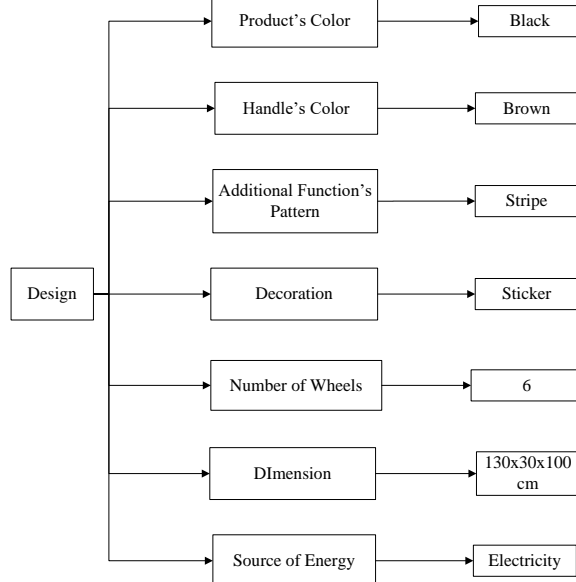 Product's Color
Black
Handle's Color
Brown
Additional Function's
Pattern
Stripe
Design
Decoration
Sticker
Number of Wheels
6
DImension
130x30x100
cm
Source of Energy
Electricity